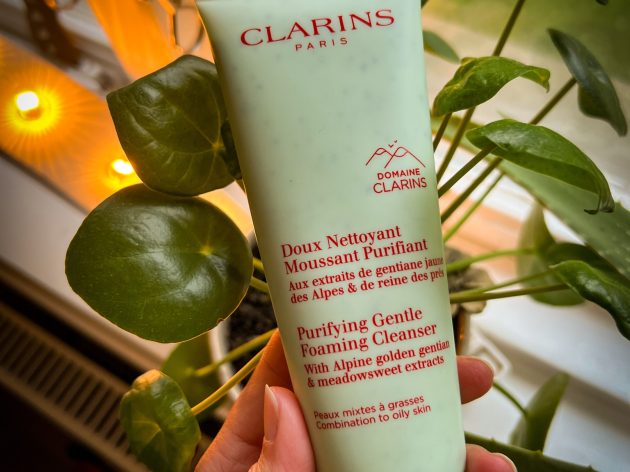 CLARINS
PARIS
DOMAINE
CLARINS
Doux Nettoyant
Moussant Purifiant
Aux extraits de gentiane jaune
des Alpes & de reine des prés
Purifying Gentle
Foaming Cleanser
With Alpine golden gentian
& meadowsweet extracts
Peaux mixtes à grasses
Combination to oily skin